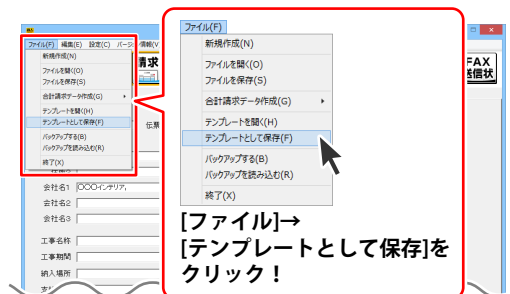 ファイル(F) 編集(E) 設定(C) ページ情報(V
新規作成(N)
ファイルを開く(O)
ファイルを保存(S)
合計請求データ作成(G)
テンプレートを開く(H)
テンプレートとして保存(F)
バックアップする(B)
バックアップを読み込む(R)
終了(X)
請求
伝票
会社名1 〇〇〇インテリア
会社名2
会社名3
工事名称
工事期間
納入場所
ファイル(F)
新規作成(N)
ファイルを開く(O)
ファイルを保存(S)
合計請求データ作成(G)
テンプレートを開く(H)
テンプレートとして保存(F)
バックアップする(B)
バックアップを読み込む(R)
終了(X)
[ファイル]→
[テンプレートとして保存]を
クリック！
FAX
送信状